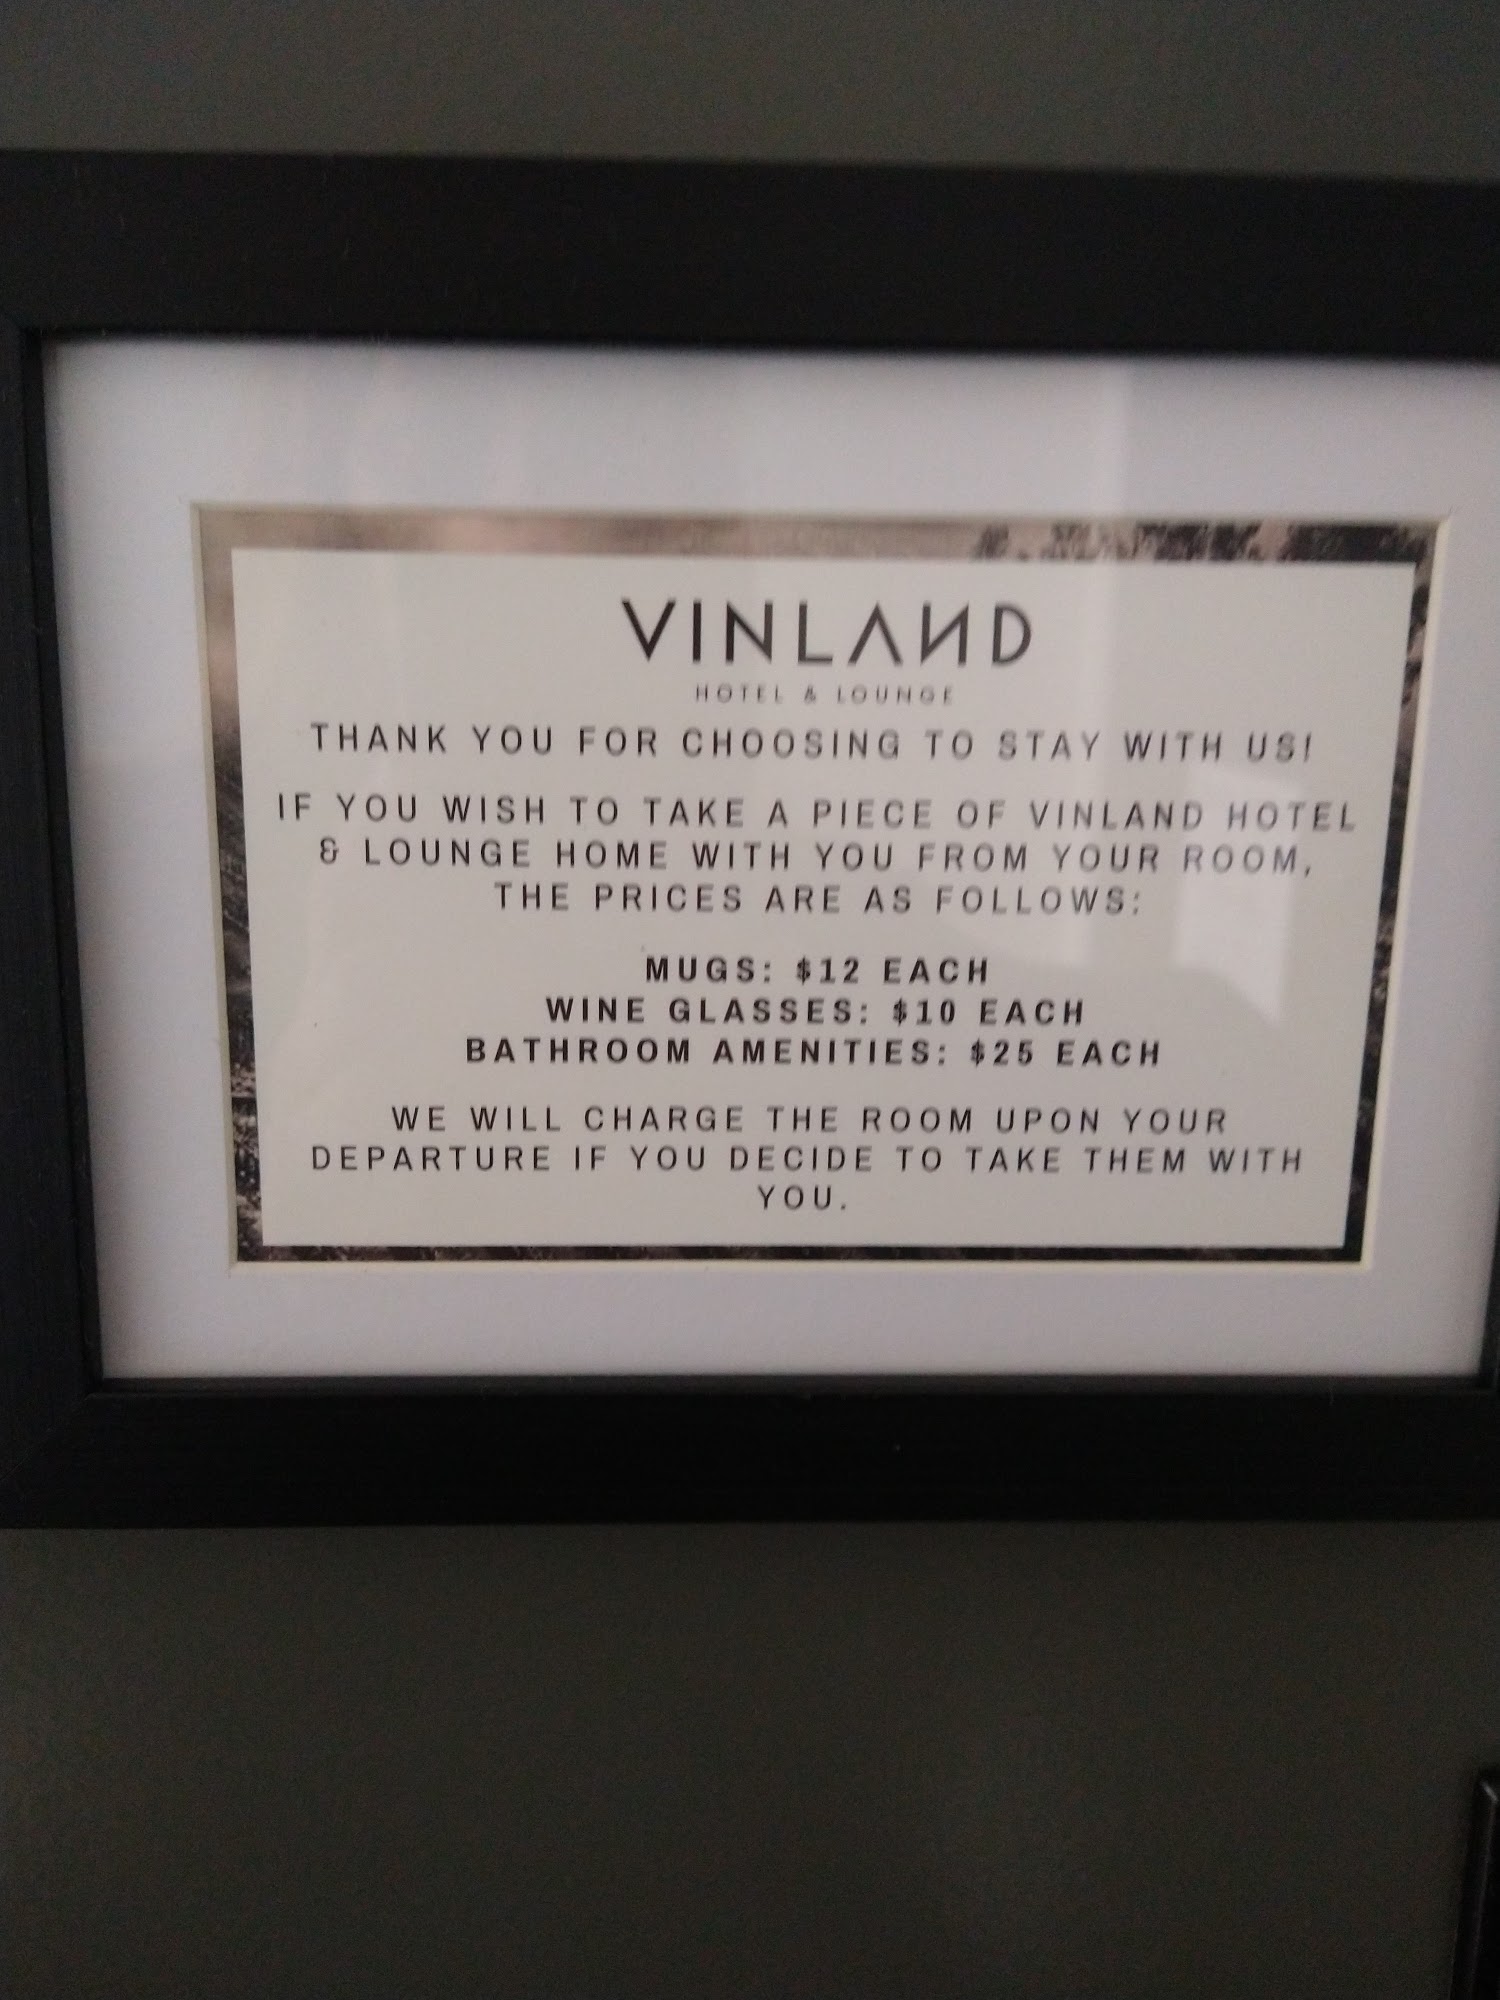 VINLAND
HOTEL & LOUNGE
THANK YOU FOR CHOOSING TO STAY WITH US!
IF YOU WISH TO TAKE A PIECE OF VINLAND HOTEL
& LOUNGE HOME WITH YOU FROM YOUR ROOM,
THE PRICES ARE AS FOLLOWS:
MUGS: $12 EACH
WINE GLASSES: $10 EACH
BATHROOM AMENITIES: $25 EACH
WE WILL CHARGE THE ROOM UPON YOUR
DEPARTURE IF YOU DECIDE TO TAKE THEM WITH
YOU.